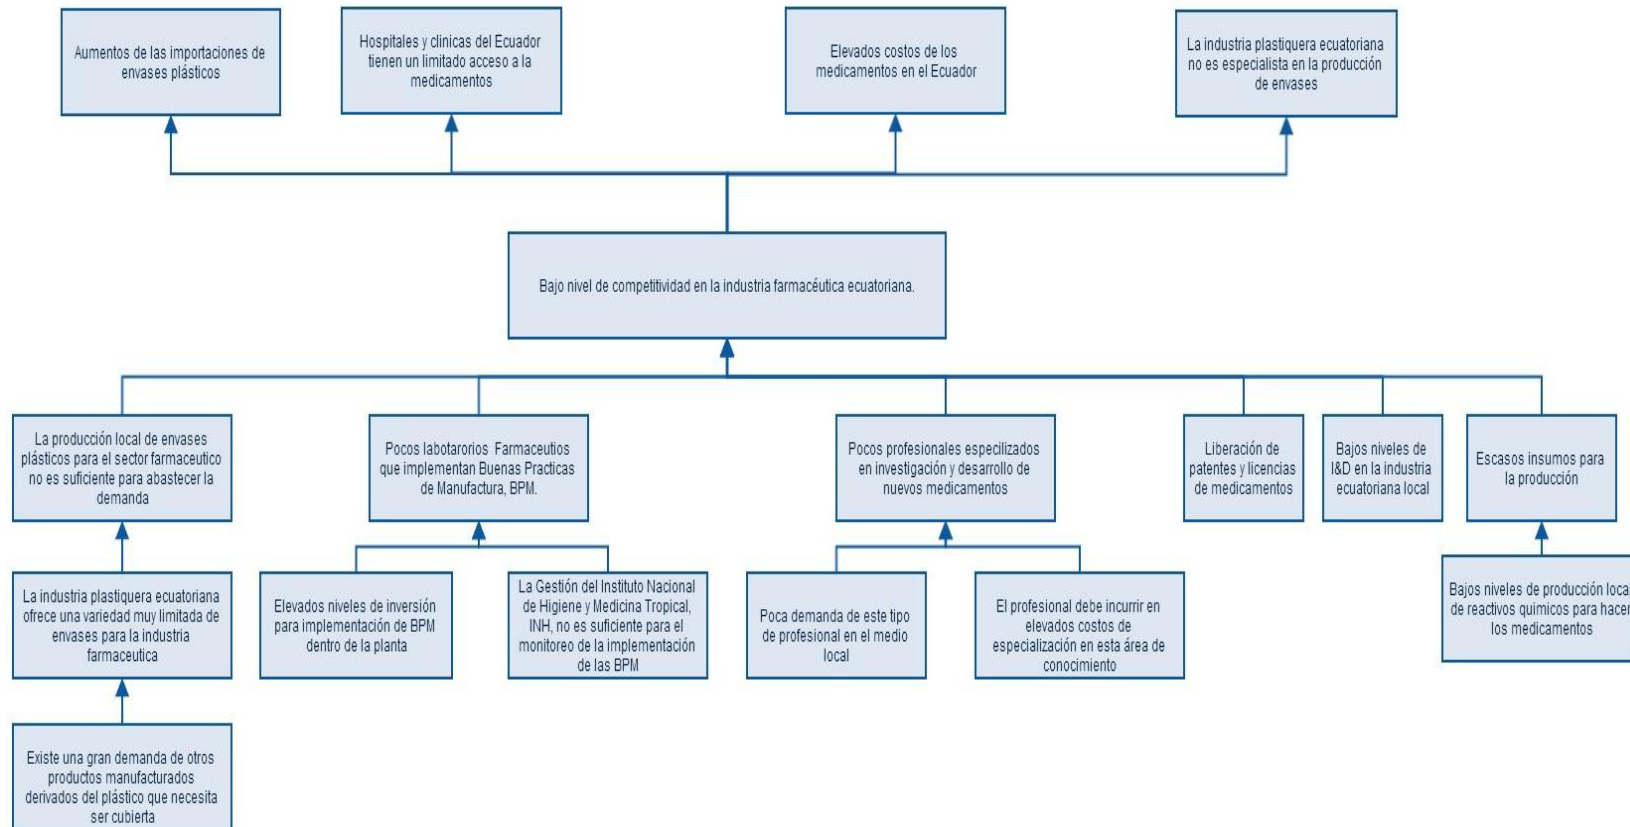 Aumentos de las importaciones de
envases plásticos
Hospitales y clinicas del Ecuador
tienen un limitado acceso a la
medicamentos
Elevados costos de los
medicamentos en el Ecuador
La industria plastiquera ecuatoriana
no es especialista en la producción
de envases
Bajo nivel de competitividad en la industria farmacéutica ecuatoriana.
La producción local de envases
plásticos para el sector farmaceutico
no es suficiente para abastecer la
demanda
Pocos labotarorios Farmaceutios
que implementan Buenas Practicas
de Manufactura, BPM.
Pocos profesionales especilizados
en investigación y desarrollo de
nuevos medicamentos
Liberación de
patentes y licencias
de medicamentos
Bajos niveles de
I&D en la industria
ecuatoriana local
Escasos insumos para
la producción
La industria plastiquera ecuatoriana
ofrece una variedad muy limitada de
envases para la industria
farmaceutica
Elevados niveles de inversión
para implementación de BPM
dentro de la planta
La Gestión del Instituto Nacional
de Higiene y Medicina Tropical,
INH, no es suficiente para el
monitoreo de la implementación
de las BPM
Poca demanda de este tipo
de profesional en el medio
local
El profesional debe incurrir en
elevados costos de
especialización en esta área de
conocimiento
Bajos niveles de producción local
de reactivos quimicos para hacer
los medicamentos
Existe una gran demanda de otros
productos manufacturados
derivados del plástico que necesita
ser cubierta